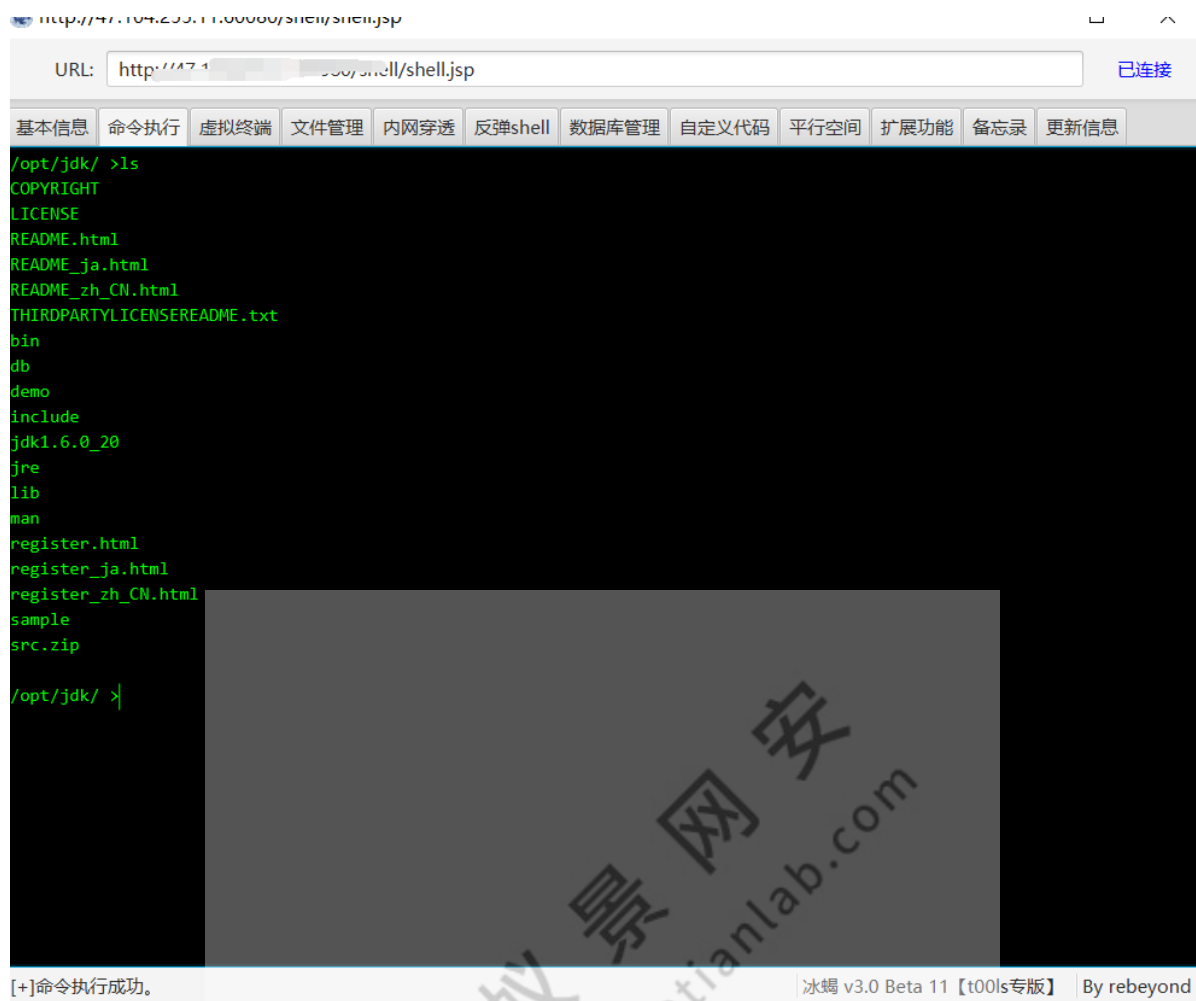 URL:
已连接
基本信息 命令执行 虚拟终端 文件管理 内网穿透 反弹shell 数据库管理 自定义代码 平行空间 扩展功能 备忘录 更新信息
/opt/jdk/ >ls
COPYRIGHT
LICENSE
README.html
README_ja.html
README_zh_CN.html
THIRDPARTYLICENSEREADME.txt
bin
db
demo
include
jdk1.6.0_20
jre
lib
man
register.html
register_ja.html
register_zh_CN.html
sample
src.zip
/opt/jdk/ >
蚁景网安
[+]命令执行成功。 冰蝎 v3.0 Beta 11【t00ls专版】 By rebeyond